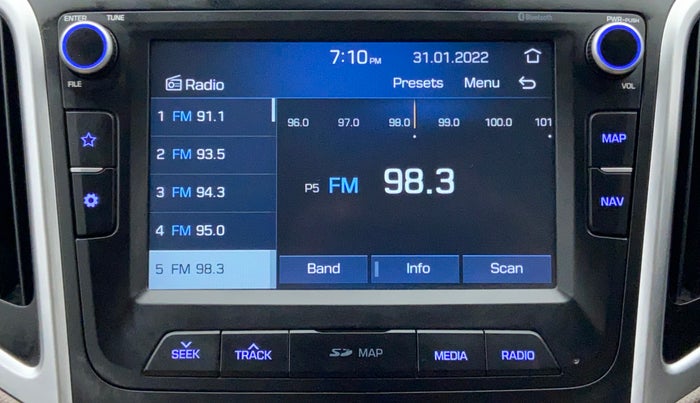 ENTER TUNE
Bluetooth
PWR-PUSH
7:10 PM 31.01.2022
FILE
Radio
Presets Menu
VOL
1 FM 91.1
2 FM 93.5
3 FM 94.3
4 FM 95.0
5 FM 98.3
96.0 97.0 98.0 99.0 100.0 101
P5 FM 98.3
MAP
NAV
Band Info Scan
SEEK TRACK SD MAP MEDIA RADIO